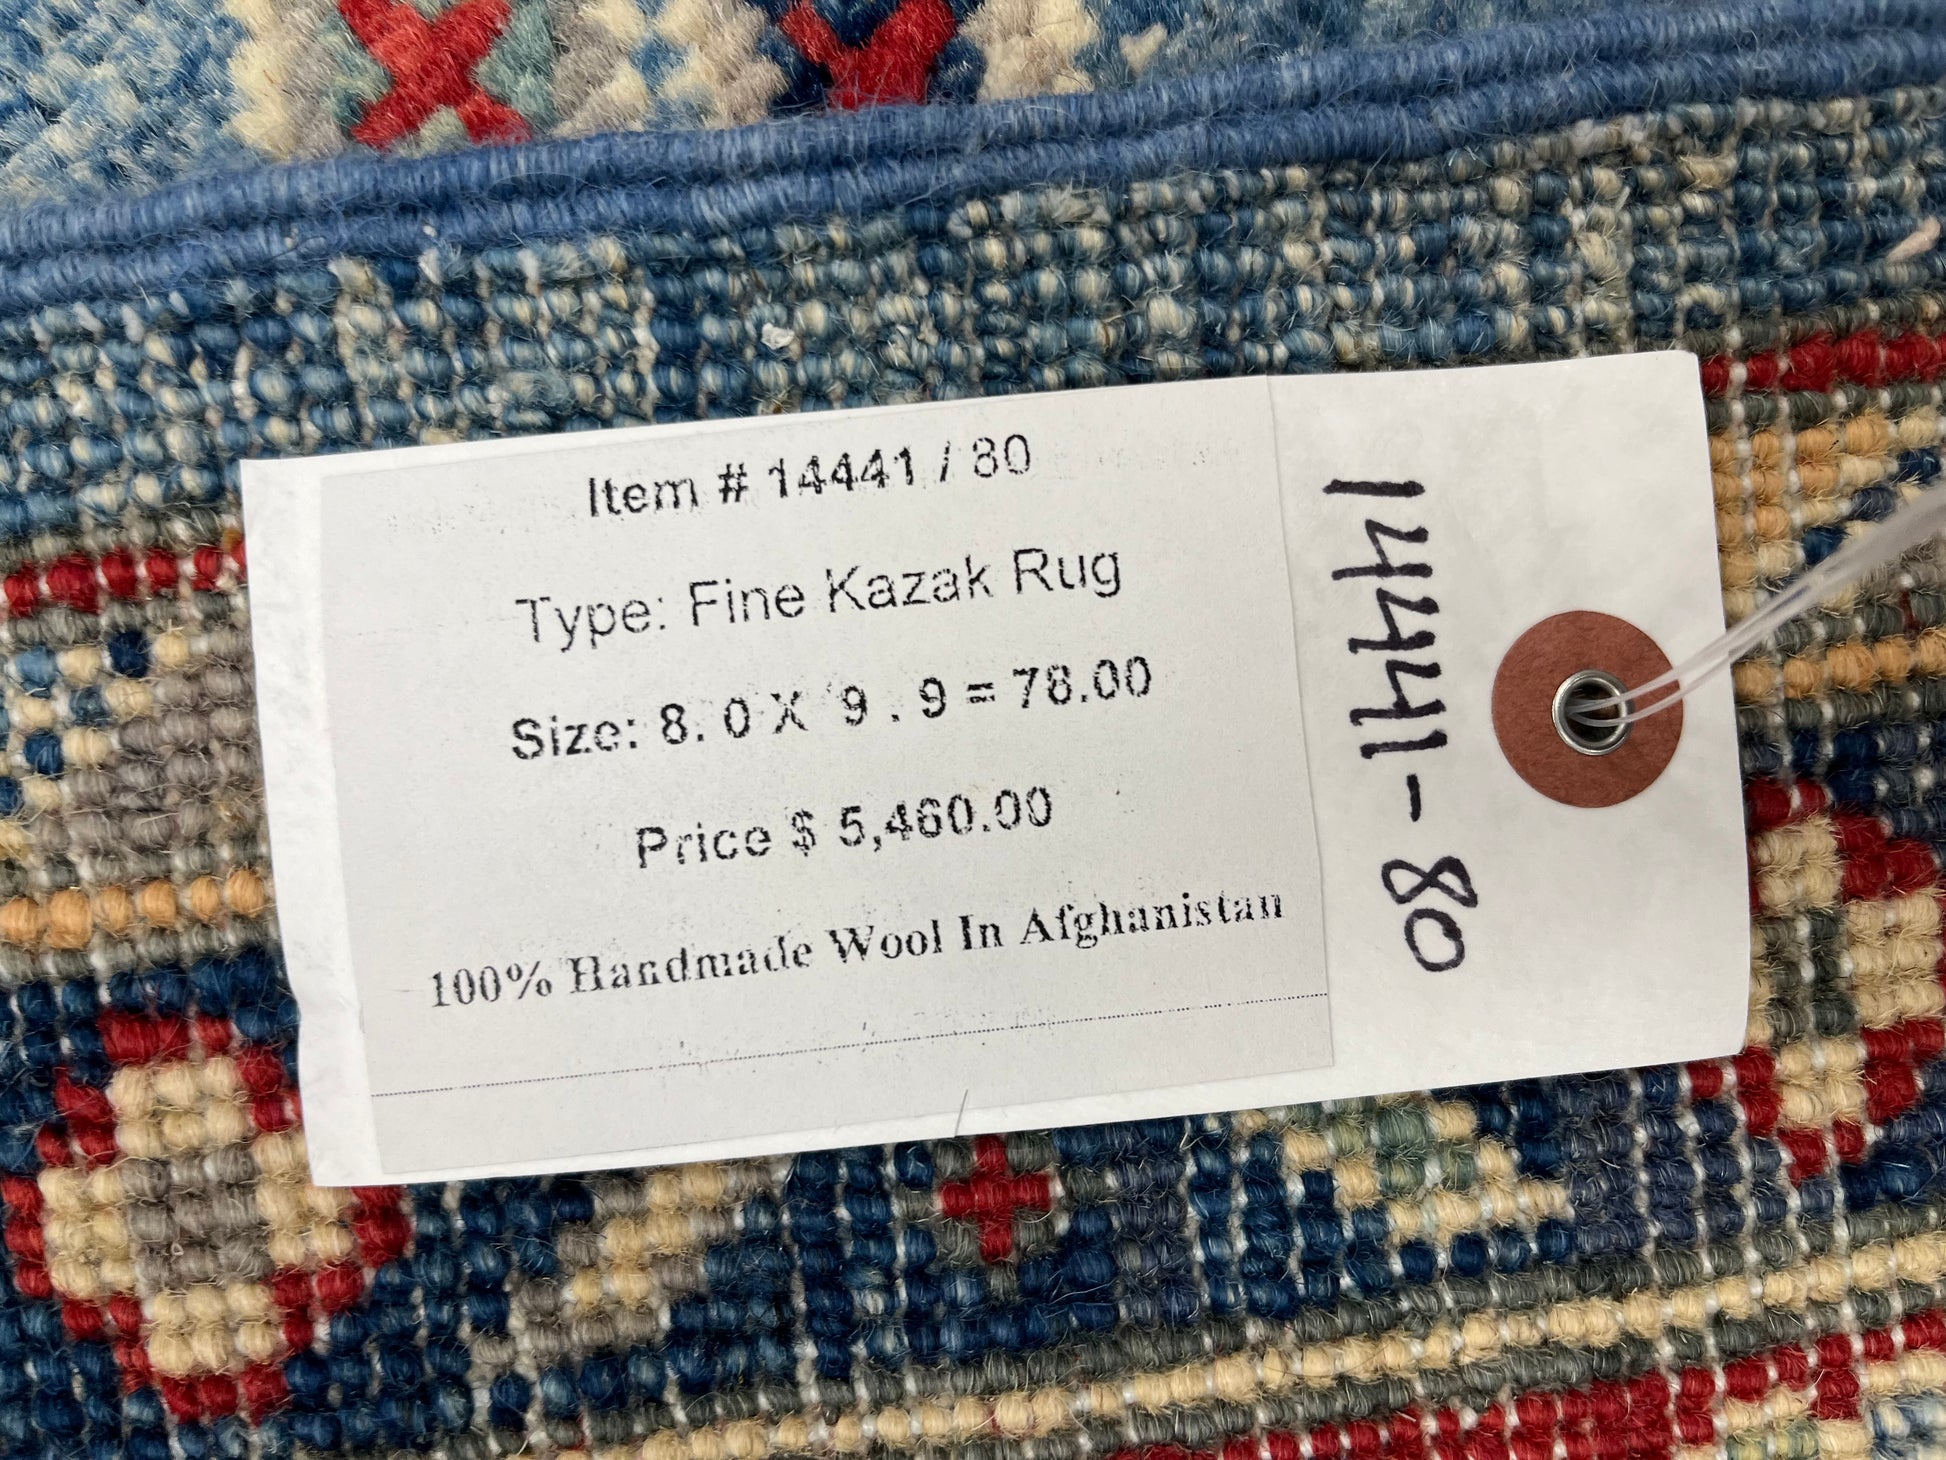 Item # 14441 / 80
Type: Fine Kazak Rug
Size: 8. 0 X 9 . 9 = 78.00
Price $ 5,460.00
100% Handmade Wool In Afghanistan
14441-80